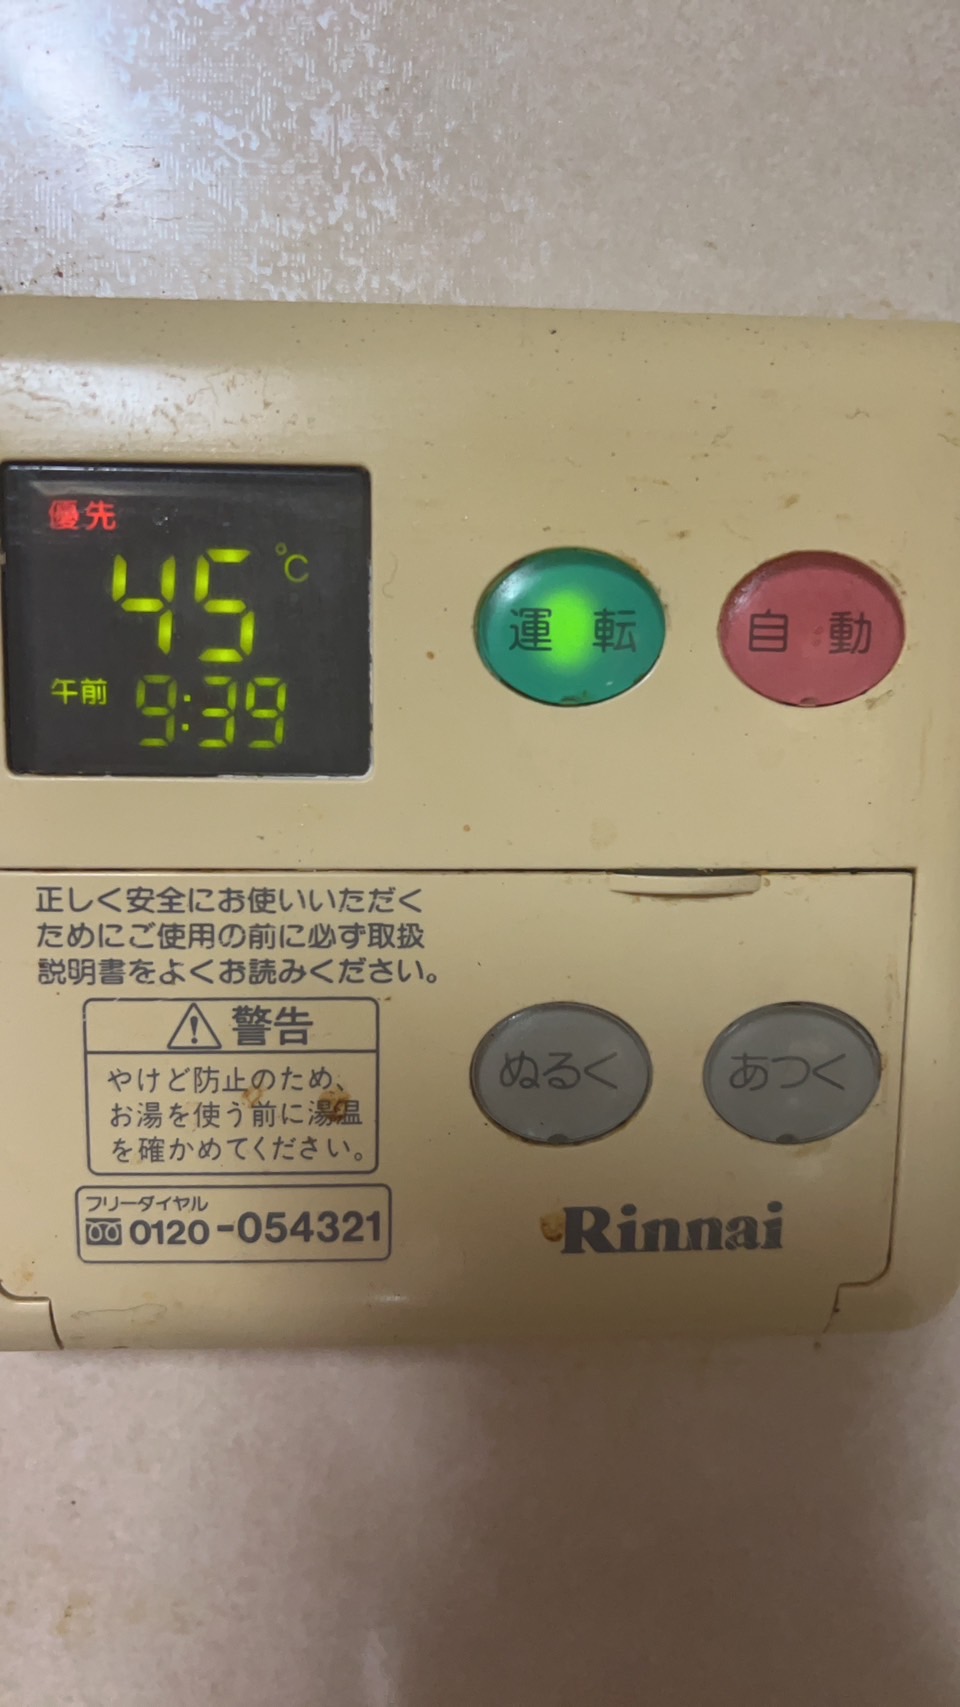 優先
45℃
午前 9:39
運転
自動
正しく安全にお使いいただく
ためにご使用の前に必ず取扱
説明書をよくお読みください。
警告
やけど防止のため、
お湯を使う前に湯温
を確かめてください。
フリーダイヤル
0120-054321
ぬるく
あつく
Rinnai